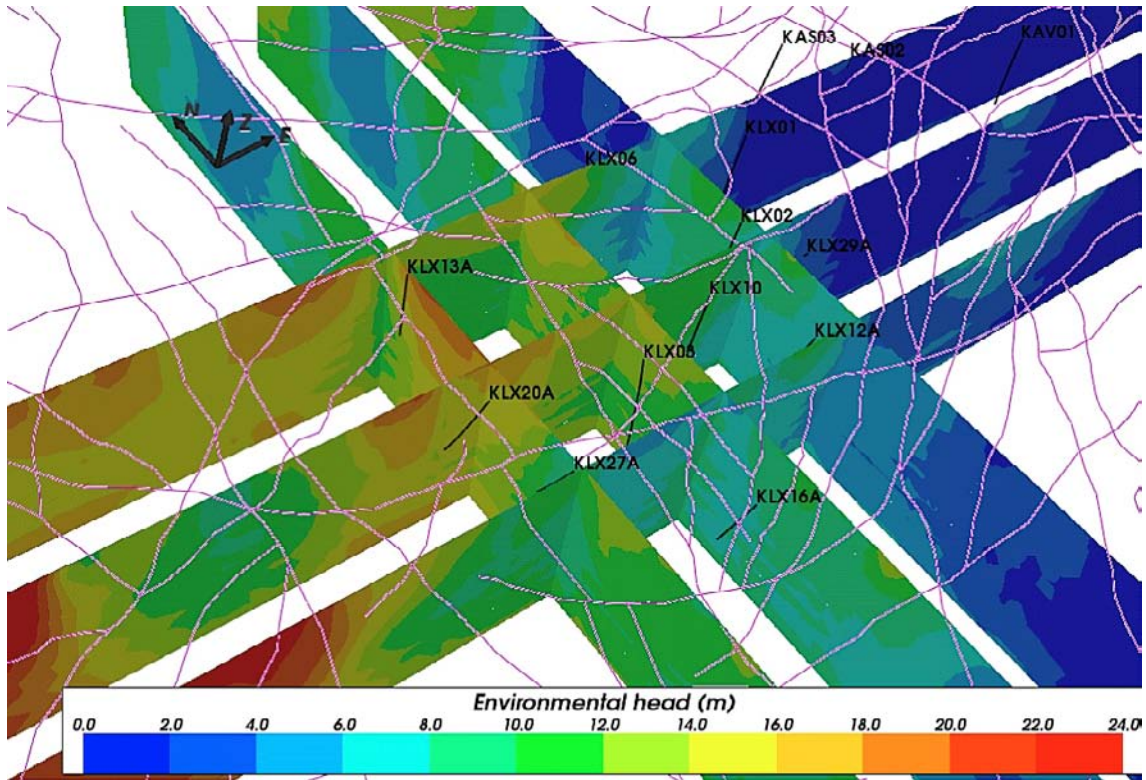 KAS03
KAS02
KAV01
N
Z
E
KLX01
KLX06
KLX02
KLX29A
KLX13A
KLX10
KLX12A
KLX08
KLX20A
KLX27A
KLX16A
Environmental head (m)
0.0 2.0 4.0 6.0 8.0 10.0 12.0 14.0 16.0 18.0 20.0 22.0 24.0